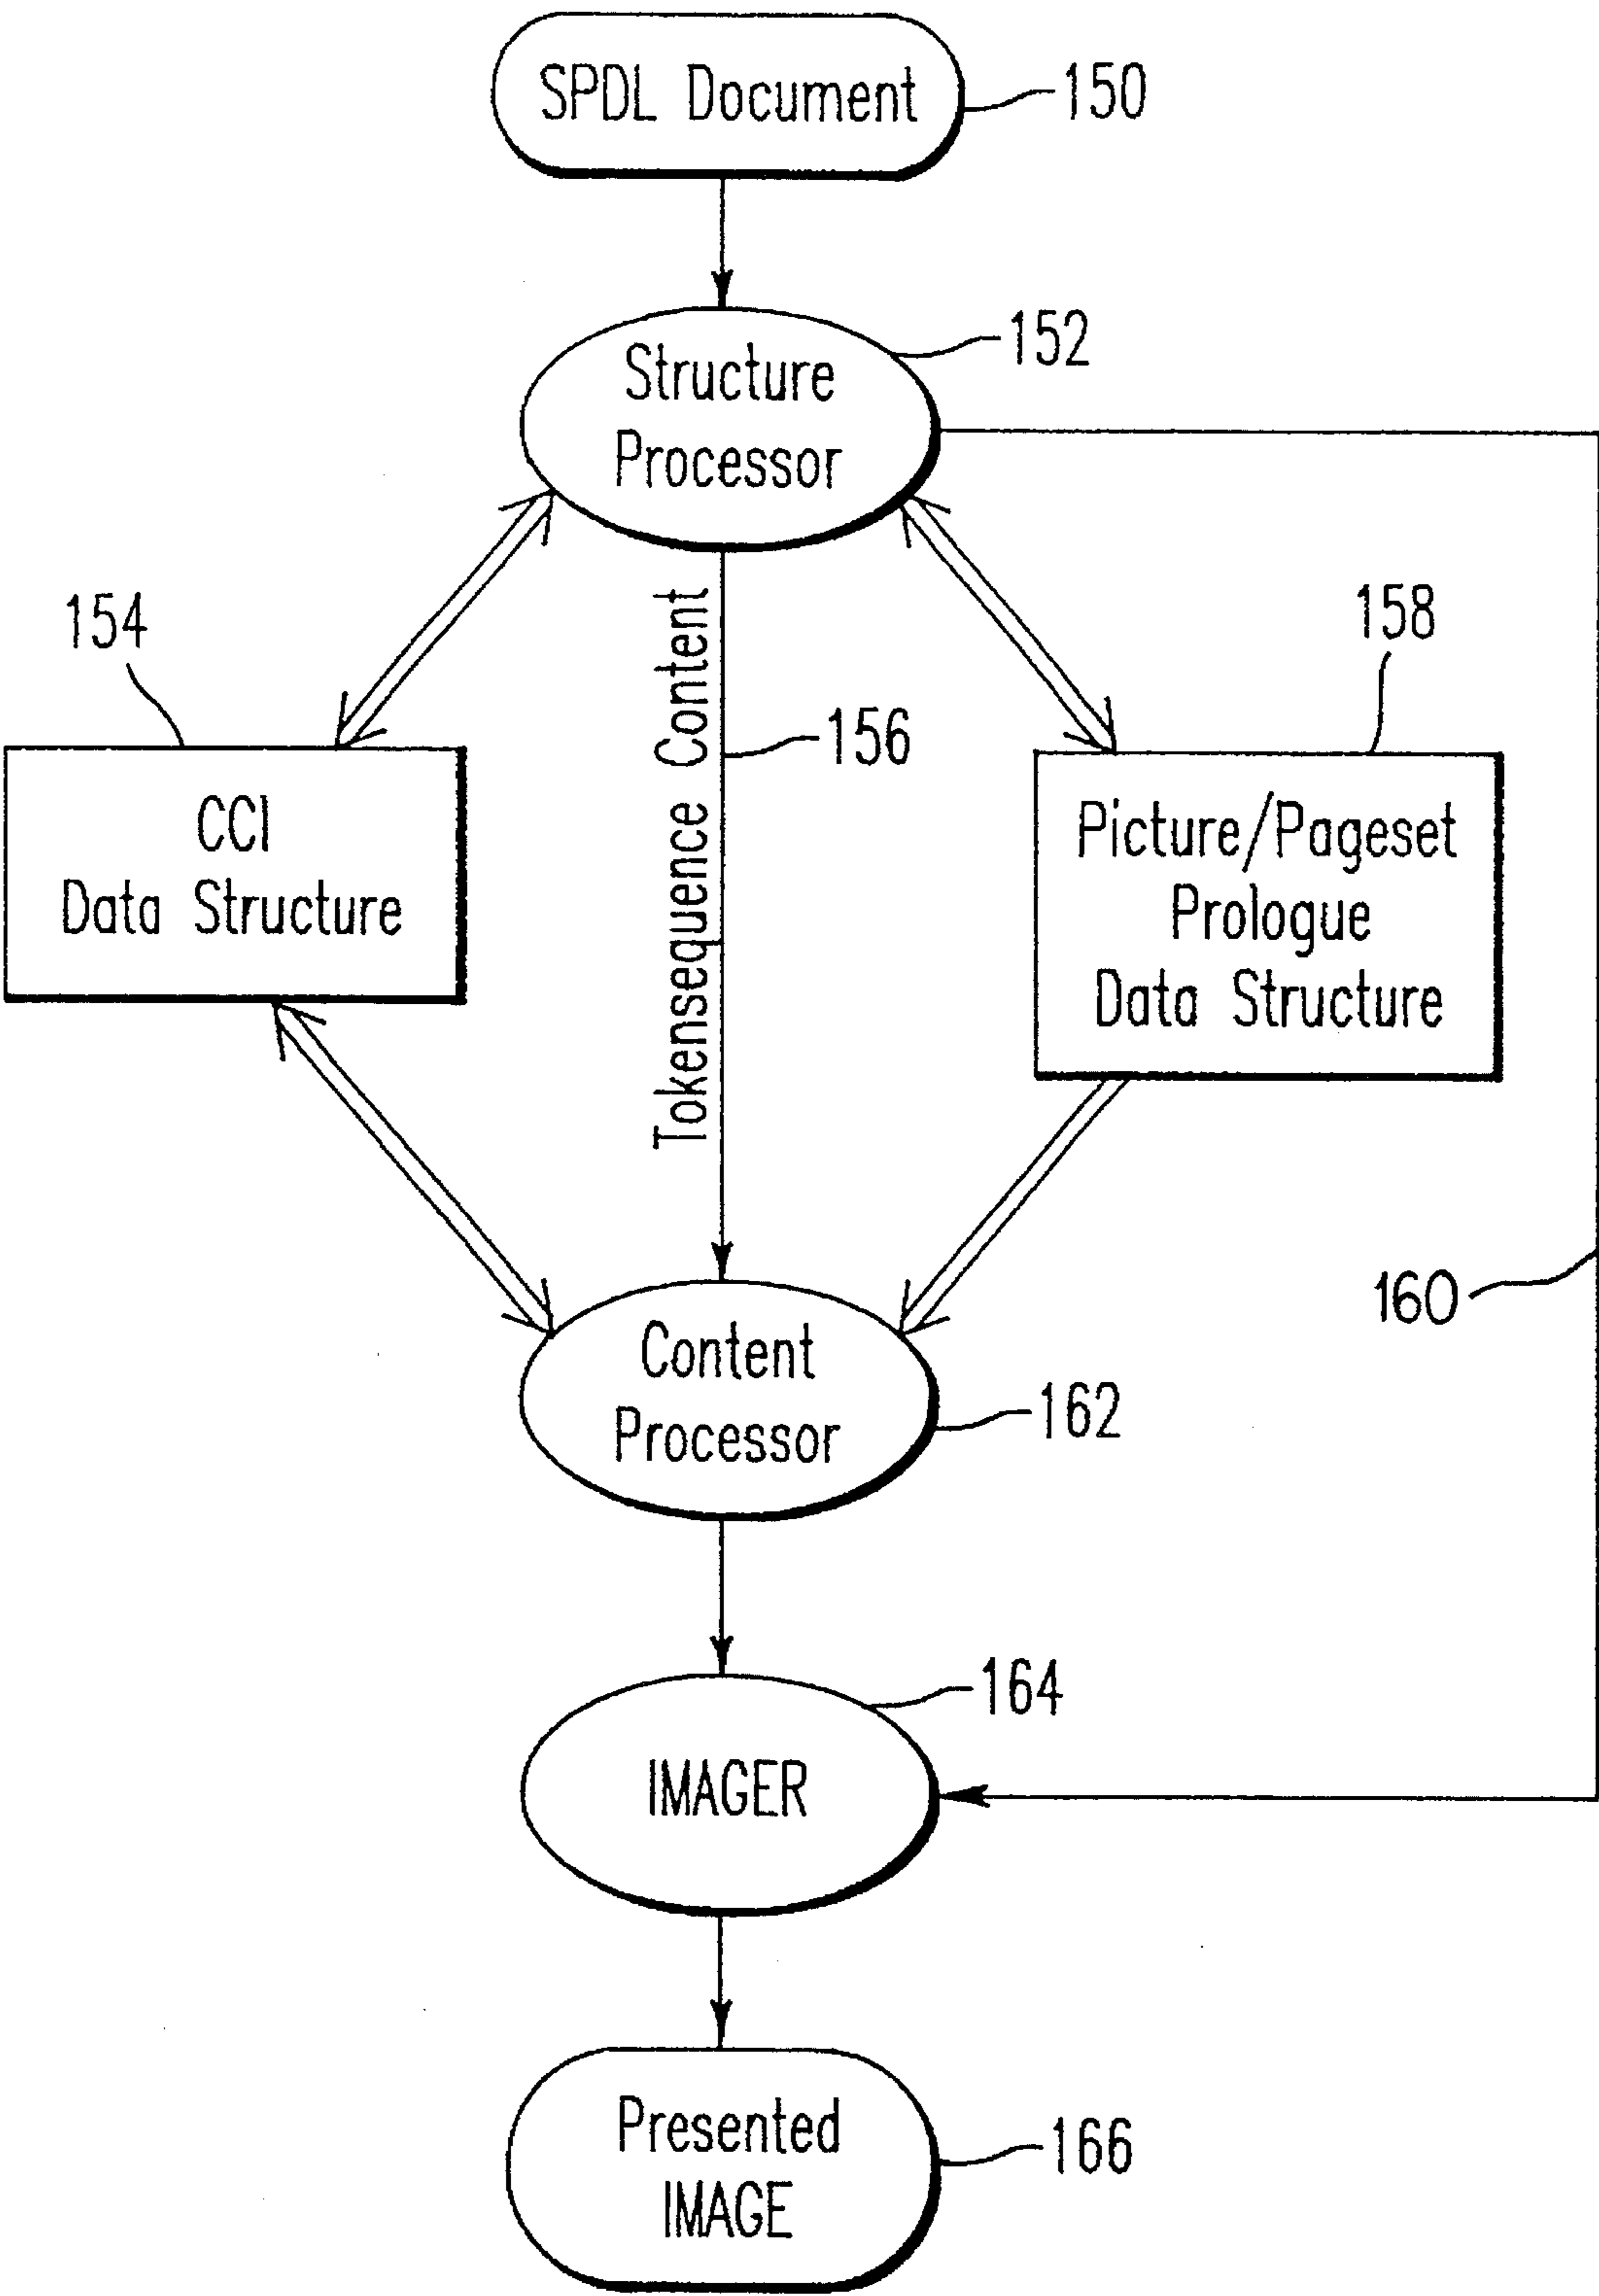 SPDL Document
150
Structure
Processor
152
154
CCI
Data Structure
Tokensequence Content
156
158
Picture/Pageset
Prologue
Data Structure
160
Content
Processor
162
164
IMAGER
Presented
IMAGE
166